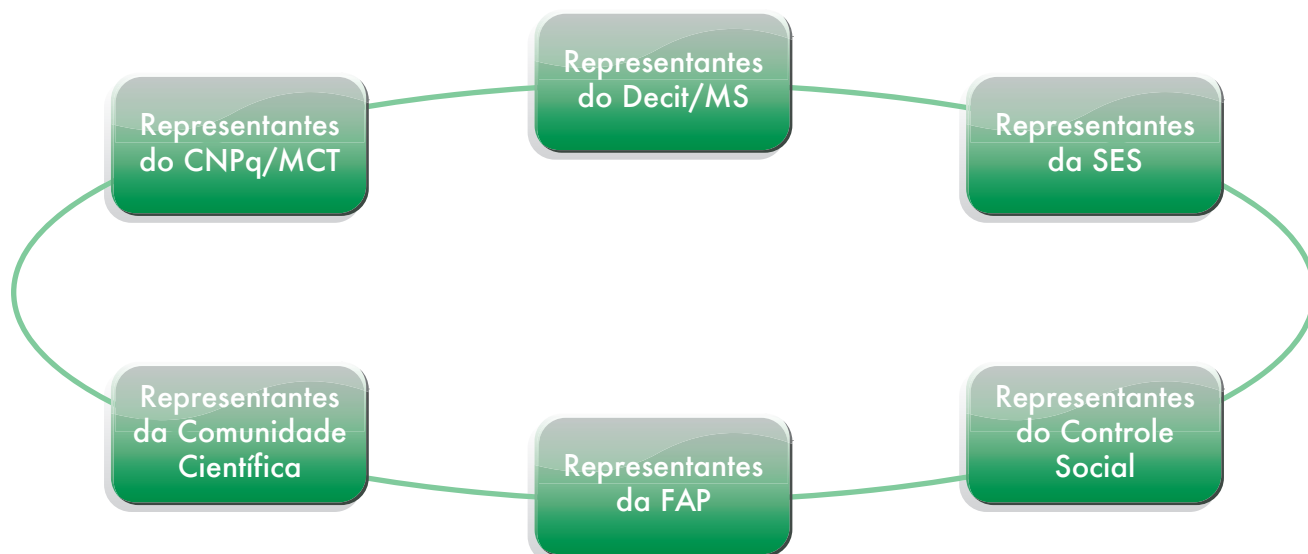 Representantes
do Decit/MS
Representantes
do CNPq/MCT
Representantes
da SES
Representantes
da Comunidade
Científica
Representantes
da FAP
Representantes
do Controle
Social